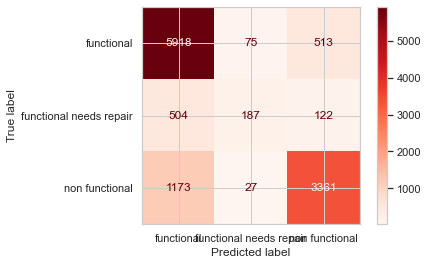 functional 5918 75 513 5000
4000
True label functional needs repair 504 187 122 3000
2000
non functional 1173 27 3361 1000
functional functional needs repair non functional
Predicted label